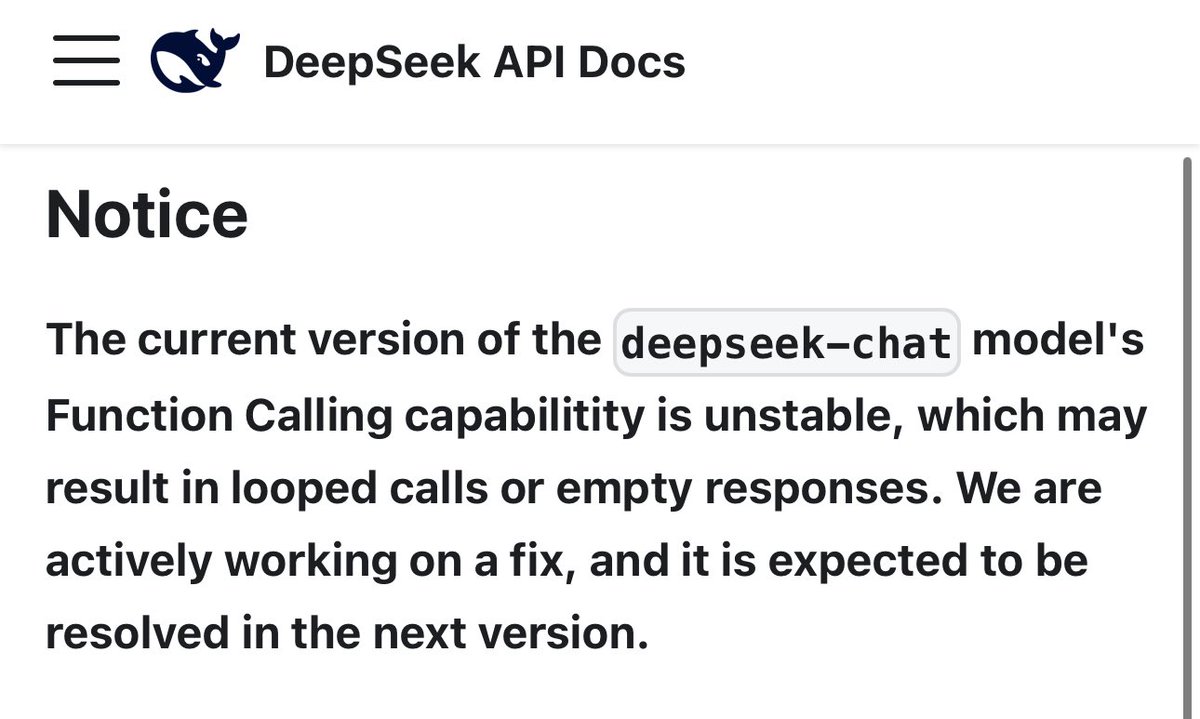 DeepSeek API Docs
Notice
The current version of the deepseek-chat model's
Function Calling capabilitity is unstable, which may
result in looped calls or empty responses. We are
actively working on a fix, and it is expected to be
resolved in the next version.